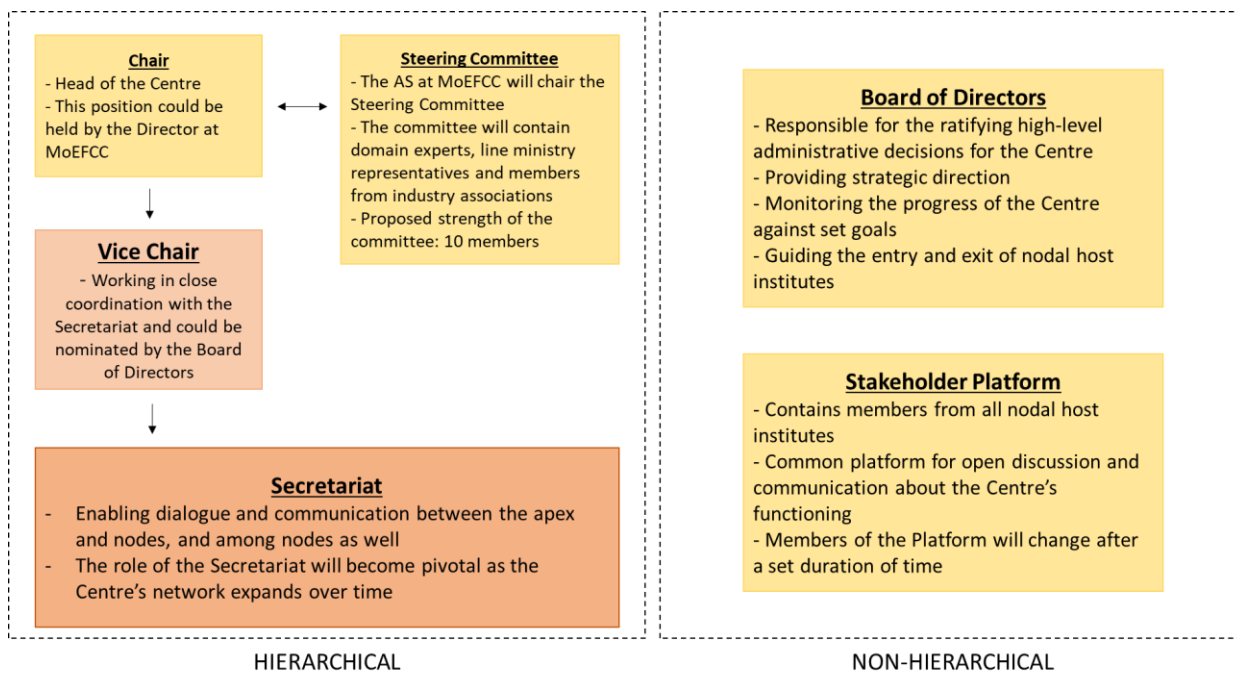 Chair
- Head of the Centre
- This position could be
held by the Director at
MoEFCC
Steering Committee
- The AS at MoEFCC will chair the
Steering Committee
- The committee will contain
domain experts, line ministry
representatives and members
from industry associations
- Proposed strength of the
committee: 10 members
Vice Chair
- Working in close
coordination with the
Secretariat and could be
nominated by the Board
of Directors
Secretariat
- Enabling dialogue and communication between the apex
and nodes, and among nodes as well
- The role of the Secretariat will become pivotal as the
Centre's network expands over time
HIERARCHICAL
Board of Directors
- Responsible for the ratifying high-level
administrative decisions for the Centre
- Providing strategic direction
- Monitoring the progress of the Centre
against set goals
- Guiding the entry and exit of nodal host
institutes
Stakeholder Platform
- Contains members from all nodal host
institutes
- Common platform for open discussion and
communication about the Centre's
functioning
- Members of the Platform will change after
a set duration of time
NON-HIERARCHICAL